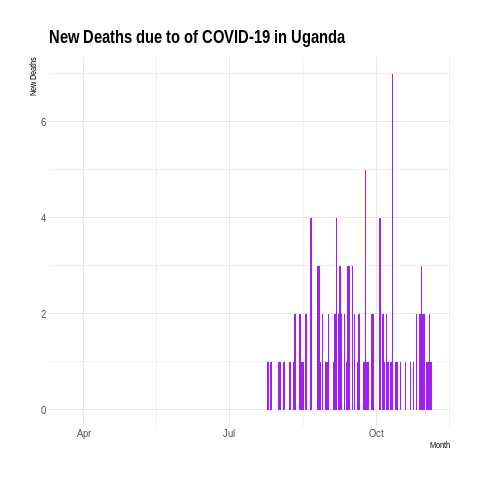 New Deaths due to of COVID-19 in Uganda
New Deaths
6
4
2
0
Apr
Jul
Oct
Month